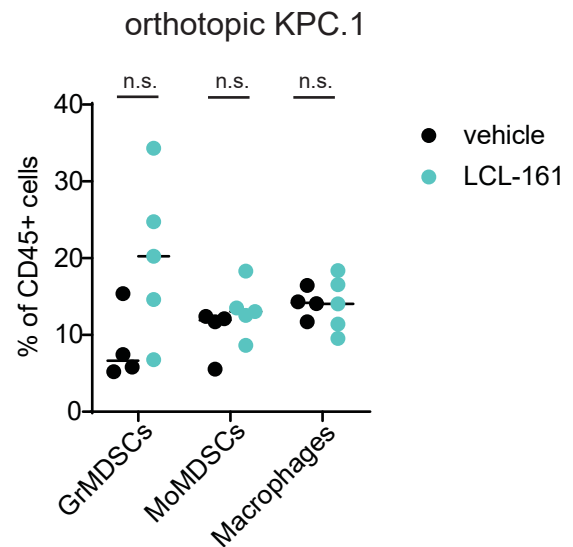 orthotopic KPC.1
n.s. n.s. n.s.
40
30
20
10
0
% of CD45+ cells
GrMDSCs
MoMDSCs
Macrophages
vehicle
LCL-161